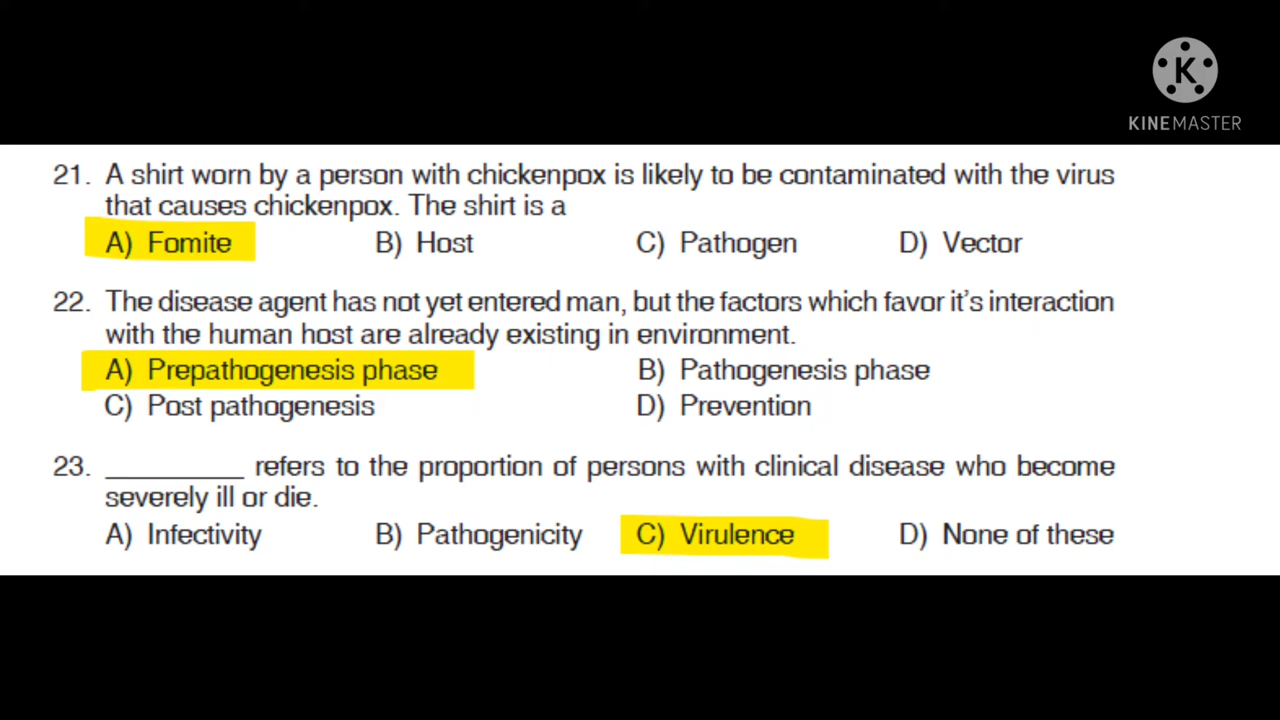 K
KINEMASTER
21. A shirt worn by a person with chickenpox is likely to be contaminated with the virus
that causes chickenpox. The shirt is a
A) Fomite B) Host C) Pathogen D) Vector
22. The disease agent has not yet entered man, but the factors which favor it's interaction
with the human host are already existing in environment.
A) Prepathogenesis phase B) Pathogenesis phase
C) Post pathogenesis D) Prevention
23. _________ refers to the proportion of persons with clinical disease who become
severely ill or die.
A) Infectivity B) Pathogenicity C) Virulence D) None of these